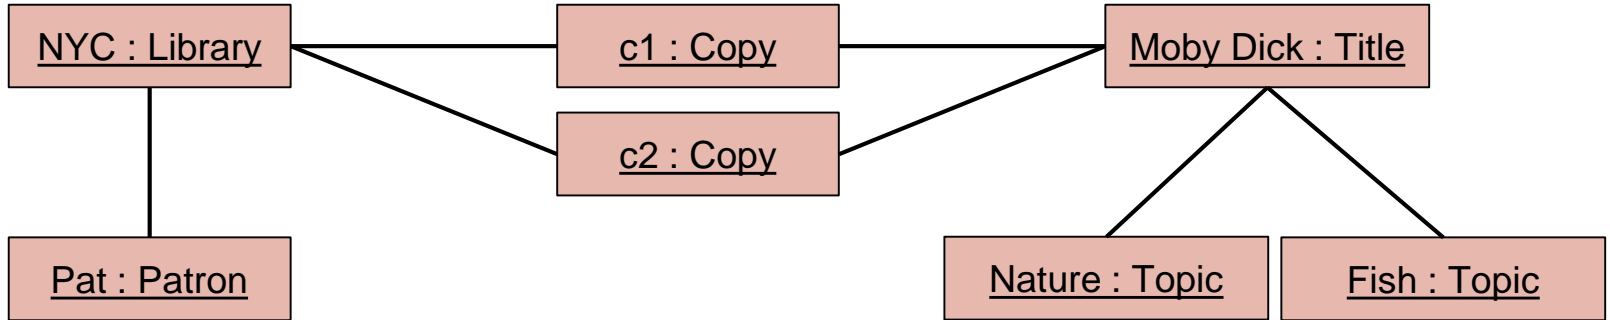 NYC : Library
c1 : Copy
Moby Dick : Title
c2 : Copy
Pat : Patron
Nature : Topic
Fish : Topic